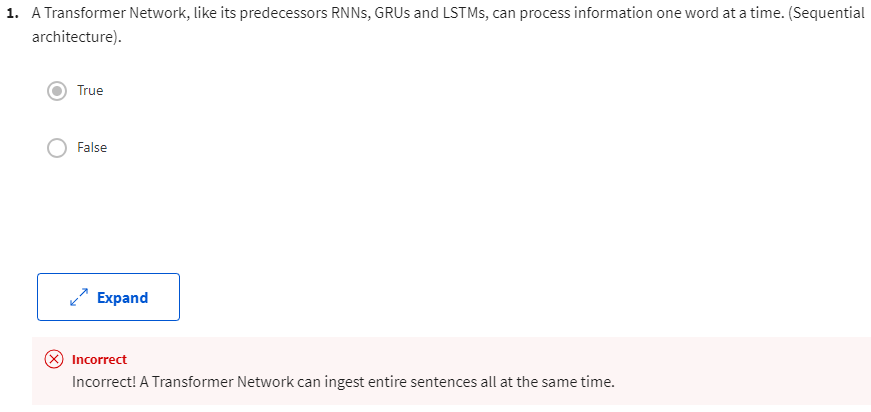 1. A Transformer Network, like its predecessors RNNs, GRUs and LSTMs, can process information one word at a time. (Sequential
architecture).
True
False
Expand
Incorrect
Incorrect! A Transformer Network can ingest entire sentences all at the same time.